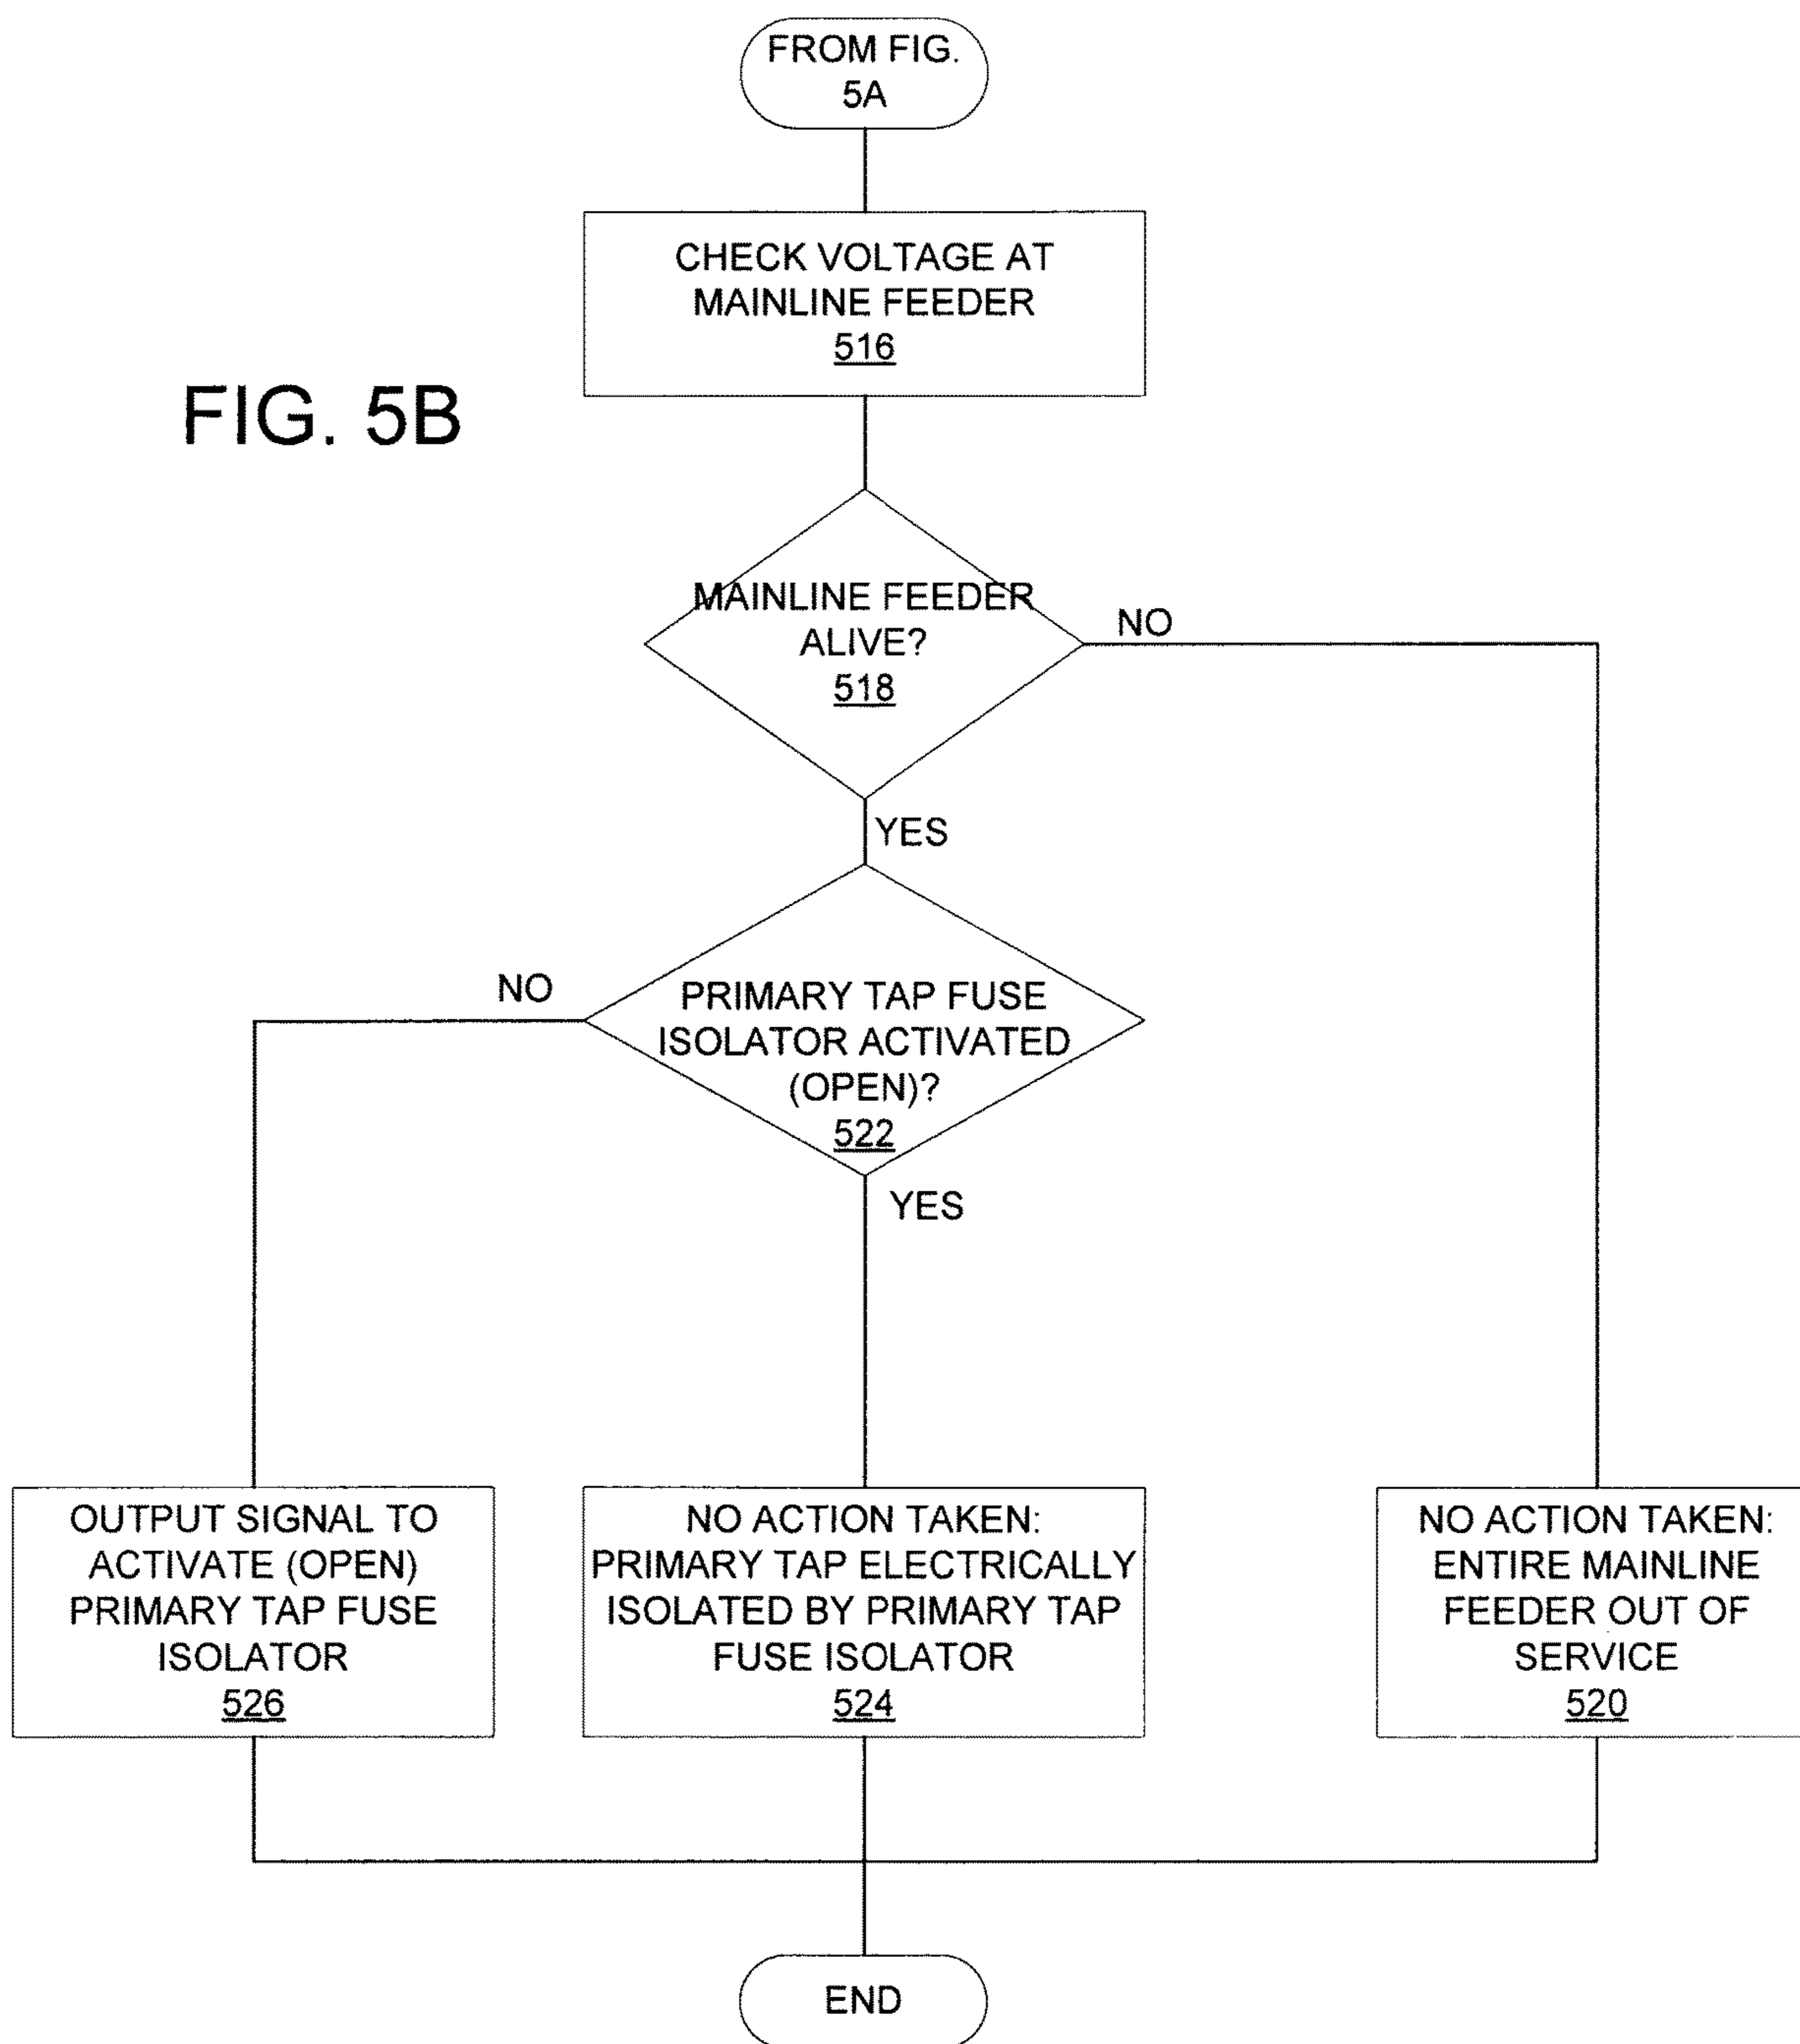 FROM FIG.
5A
CHECK VOLTAGE AT
MAINLINE FEEDER
516
FIG. 5B
MAINLINE FEEDER
ALIVE?
518
NO
YES
NO
PRIMARY TAP FUSE
ISOLATOR ACTIVATED
(OPEN)?
522
YES
OUTPUT SIGNAL TO
ACTIVATE (OPEN)
PRIMARY TAP FUSE
ISOLATOR
526
NO ACTION TAKEN:
PRIMARY TAP ELECTRICALLY
ISOLATED BY PRIMARY TAP
FUSE ISOLATOR
524
NO ACTION TAKEN:
ENTIRE MAINLINE
FEEDER OUT OF
SERVICE
520
END